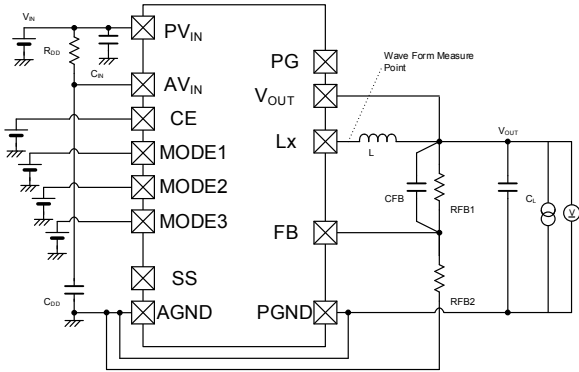 VIN
PVIN
RDD
CIN
AVIN
CE
MODE1
MODE2
MODE3
SS
CDD
AGND
PG
Wave Form Measure
Point
VOUT
Lx
L
VOUT
CFB
RFB1
CL
V
FB
RFB2
PGND